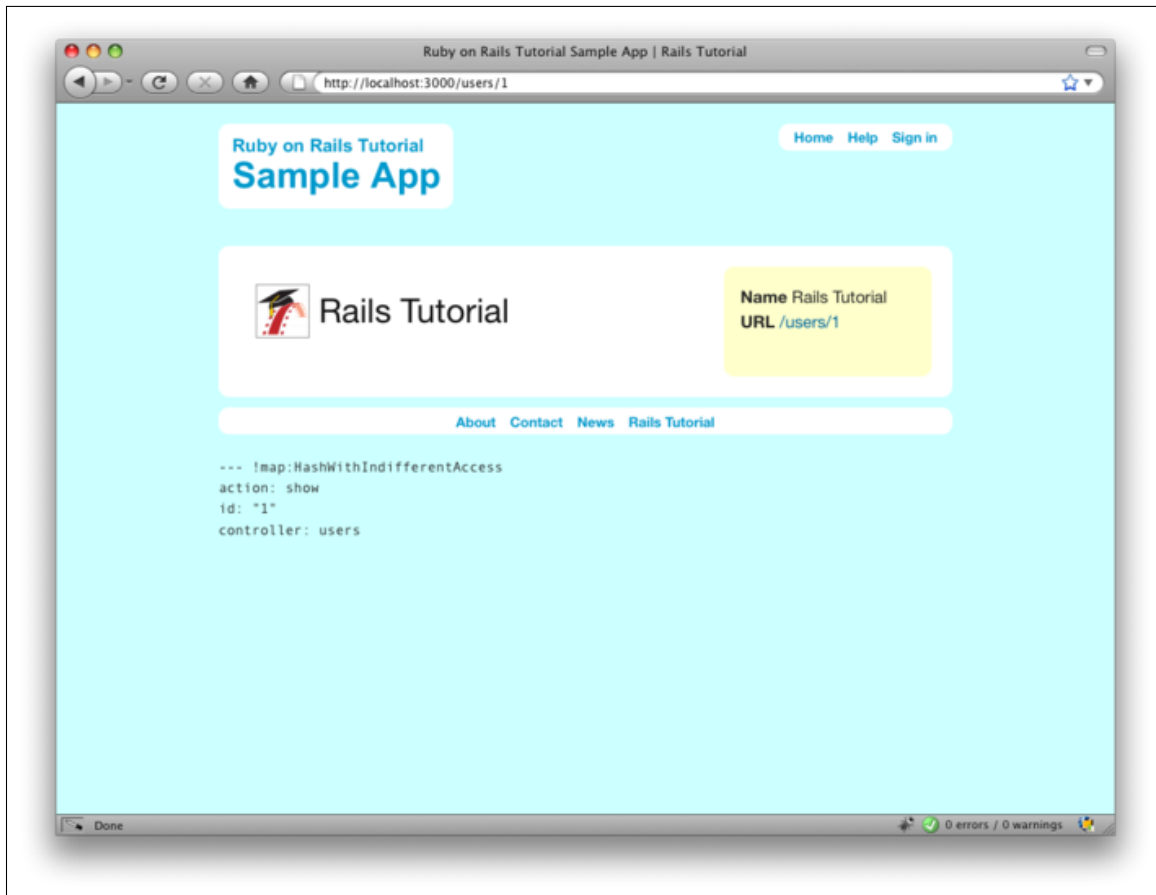 Ruby on Rails Tutorial Sample App | Rails Tutorial
http://localhost:3000/users/1
Ruby on Rails Tutorial
Sample App
Home Help Sign in
Rails Tutorial
Name Rails Tutorial
URL /users/1
About Contact News Rails Tutorial
--- !map:HashWithIndifferentAccess
action: show
id: "1"
controller: users
Done
0 errors / 0 warnings